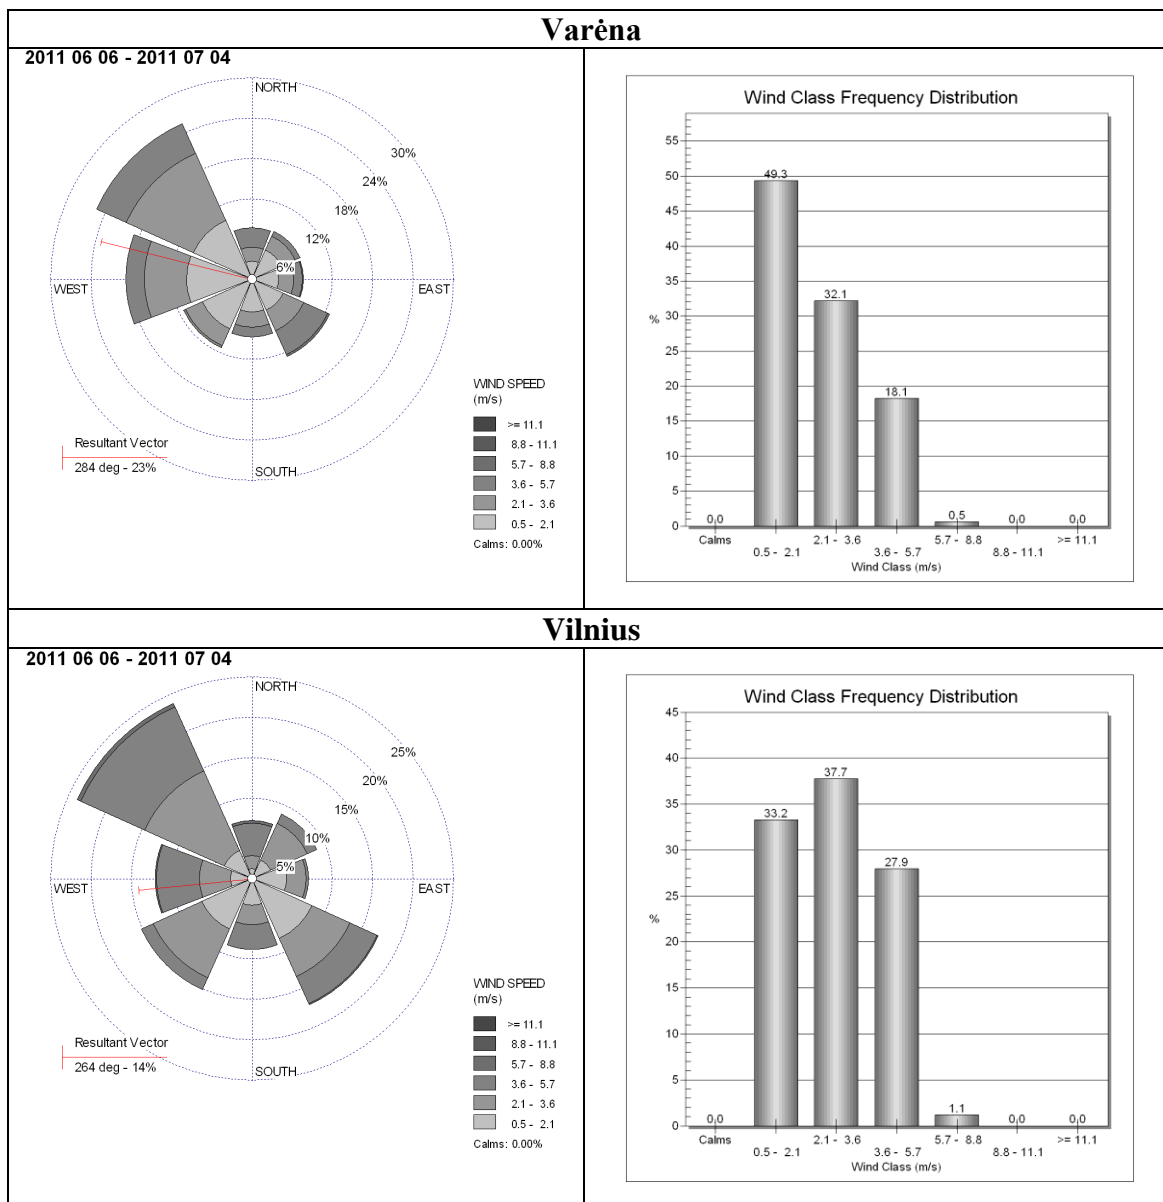 Varėna
2011 06 06 - 2011 07 04
NORTH
30%
24%
18%
12%
6%
WEST
EAST
SOUTH
WIND SPEED
(m/s)
>= 11.1
8.8 - 11.1
5.7 - 8.8
3.6 - 5.7
2.1 - 3.6
0.5 - 2.1
Calms: 0.00%
Resultant Vector
284 deg - 23%
Wind Class Frequency Distribution
%
55
50
45
40
35
30
25
20
15
10
5
0
0,0
49.3
32.1
18.1
0.5
0,0
0,0
Calms
0.5 - 2.1
2.1 - 3.6
3.6 - 5.7
5.7 - 8.8
8.8 - 11.1
>= 11.1
Wind Class (m/s)
Vilnius
2011 06 06 - 2011 07 04
NORTH
25%
20%
15%
10%
5%
WEST
EAST
SOUTH
WIND SPEED
(m/s)
>= 11.1
8.8 - 11.1
5.7 - 8.8
3.6 - 5.7
2.1 - 3.6
0.5 - 2.1
Calms: 0.00%
Resultant Vector
264 deg - 14%
Wind Class Frequency Distribution
%
45
40
35
30
25
20
15
10
5
0
0,0
33.2
37.7
27.9
1.1
0,0
0,0
Calms
0.5 - 2.1
2.1 - 3.6
3.6 - 5.7
5.7 - 8.8
8.8 - 11.1
>= 11.1
Wind Class (m/s)